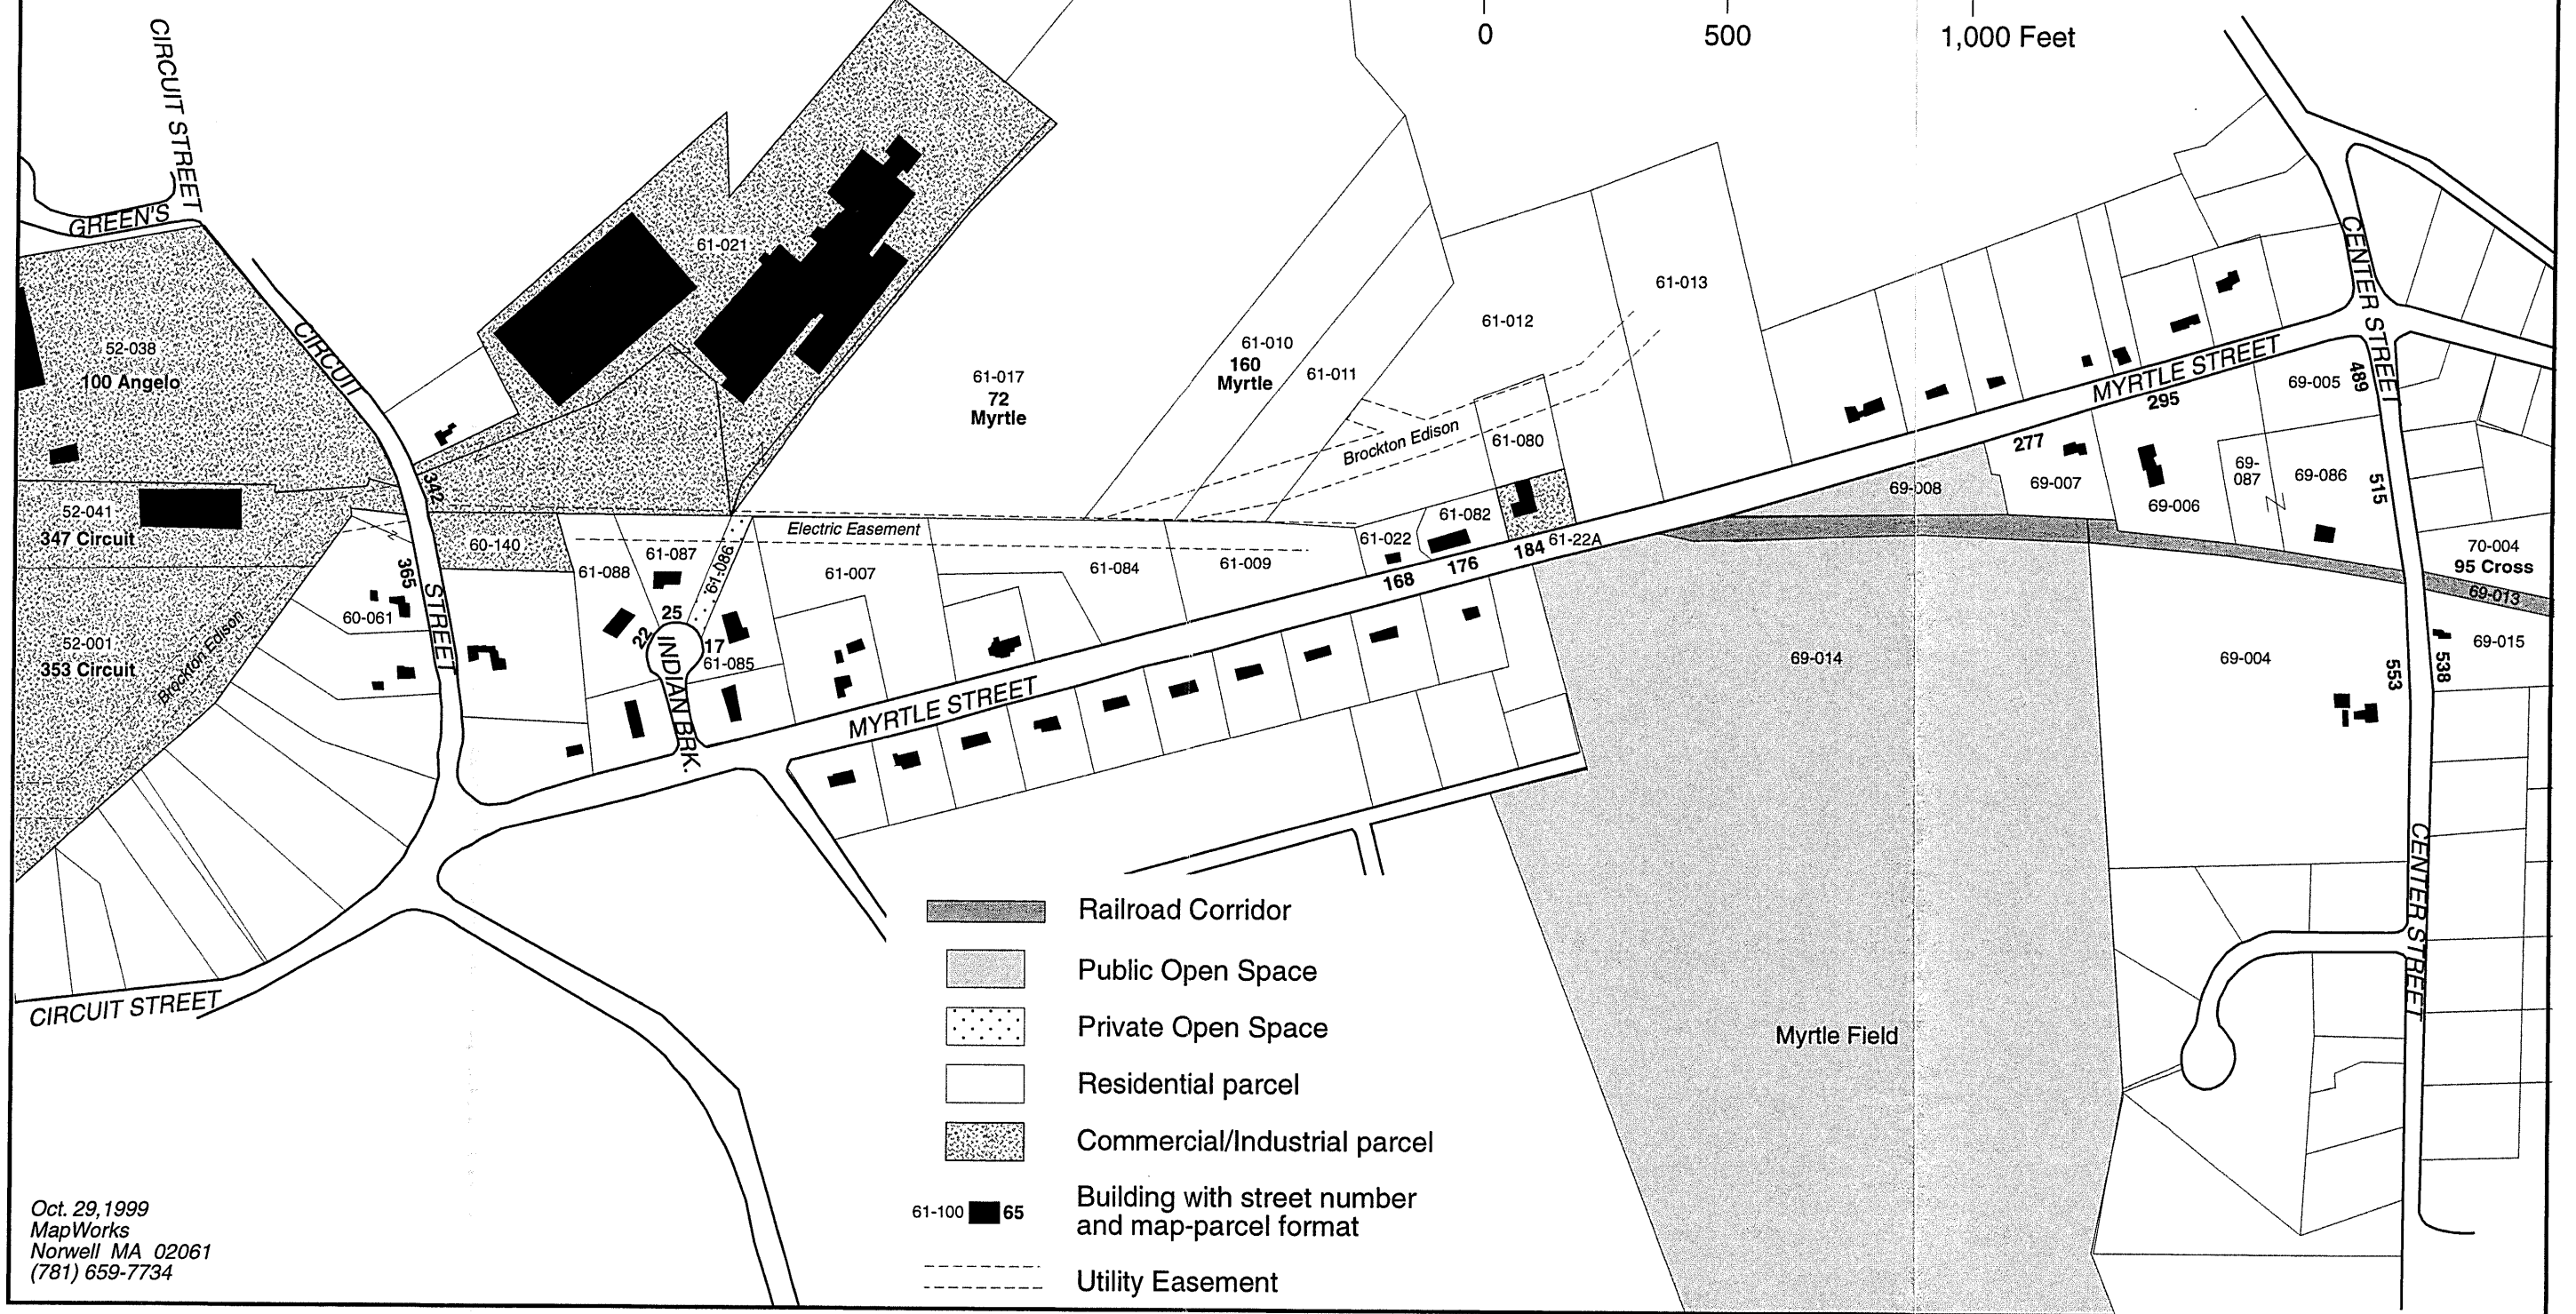 0 500 1,000 Feet
CIRCUIT STREET
GREEN'S
CIRCUIT
STREET
52-038
100 Angelo
52-041
347 Circuit
52-001
353 Circuit
Brockton Edison
342
365
60-061
60-140
61-021
61-088
61-087
61-086
22
25
17
61-085
INDIAN BRK.
Electric Easement
61-007
61-084
61-009
61-017
72
Myrtle
61-010
160
Myrtle
61-011
61-012
61-013
Brockton Edison
61-080
61-082
61-022
168
176
184
61-22A
MYRTLE STREET
MYRTLE STREET
CENTER STREET
489
295
277
69-005
69-008
69-007
69-006
69-
087
69-086
515
70-004
95 Cross
69-013
69-015
538
553
69-014
69-004
Myrtle Field
CENTER STREET
CIRCUIT STREET
Railroad Corridor
Public Open Space
Private Open Space
Residential parcel
Commercial/Industrial parcel
61-100 65 Building with street number
and map-parcel format
Utility Easement
Oct. 29,1999
MapWorks
Norwell MA 02061
(781) 659-7734